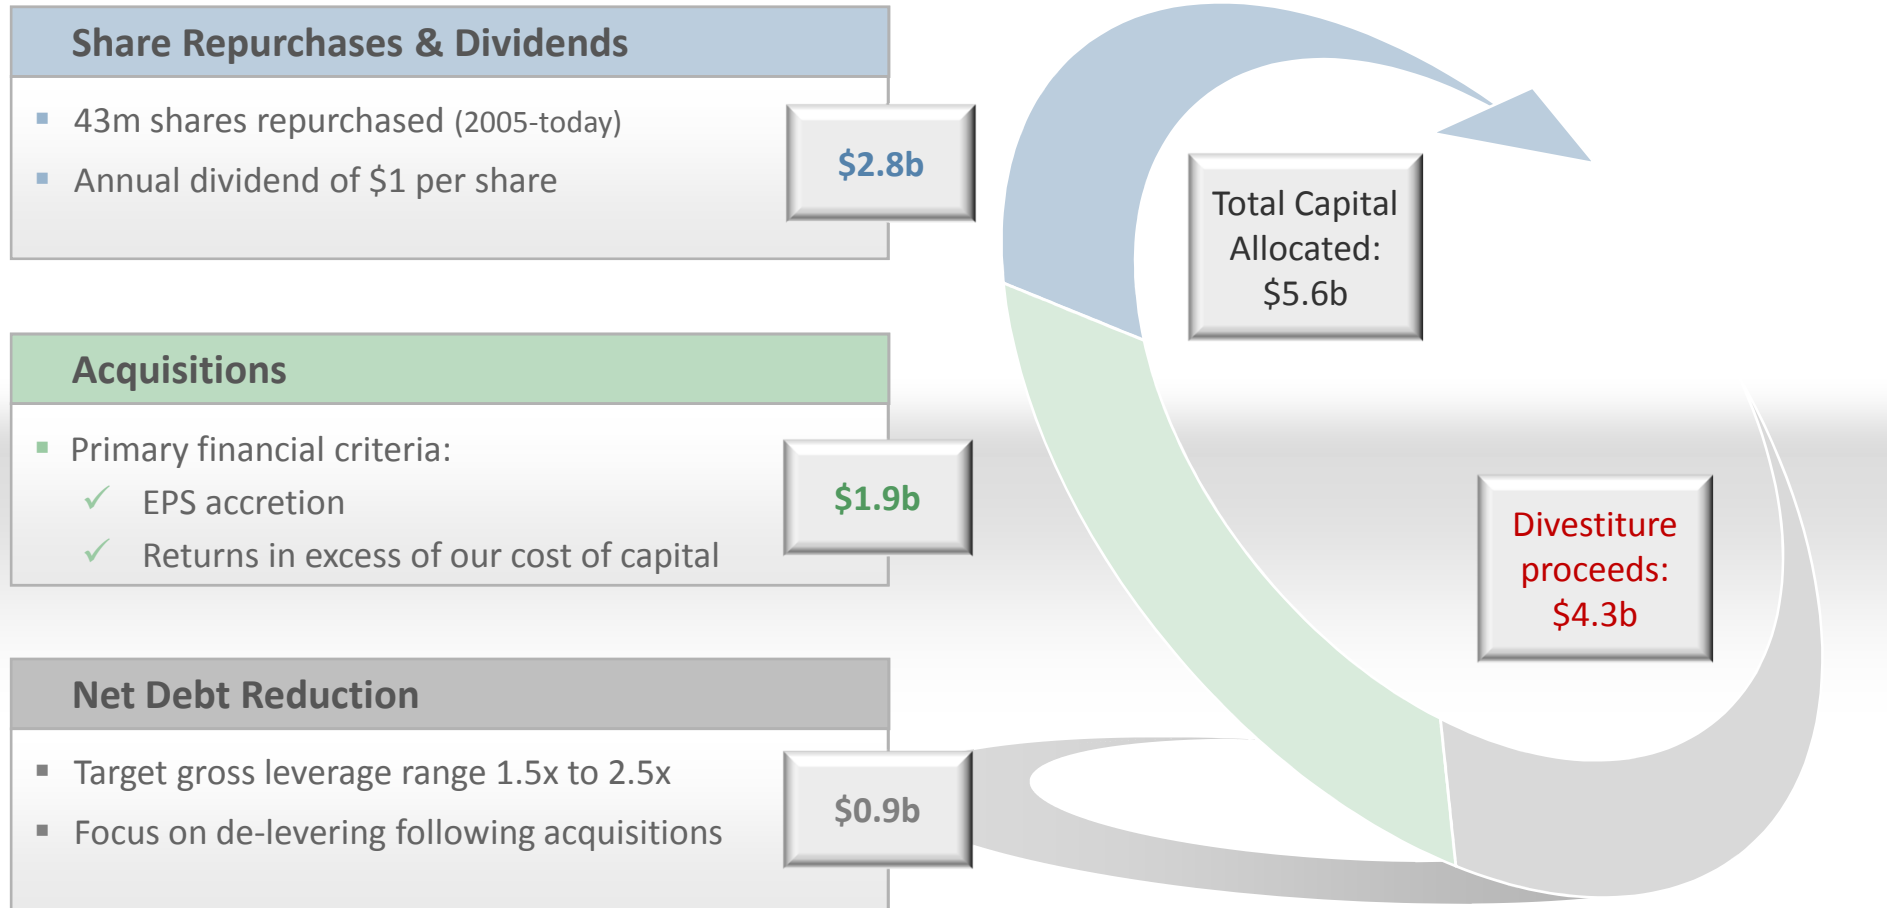 Share Repurchases & Dividends
43m shares repurchased (2005-today)
Annual dividend of $1 per share
$2.8b
Total Capital
Allocated:
$5.6b
Acquisitions
Primary financial criteria:
✓ EPS accretion
✓ Returns in excess of our cost of capital
$1.9b
Divestiture
proceeds:
$4.3b
Net Debt Reduction
Target gross leverage range 1.5x to 2.5x
Focus on de-levering following acquisitions
$0.9b